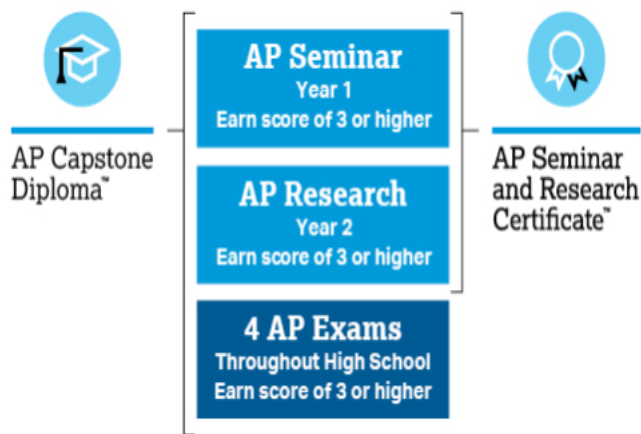 AP Capstone
Diploma™
AP Seminar
Year 1
Earn score of 3 or higher
AP Research
Year 2
Earn score of 3 or higher
4 AP Exams
Throughout High School
Earn score of 3 or higher
AP Seminar
and Research
Certificate™